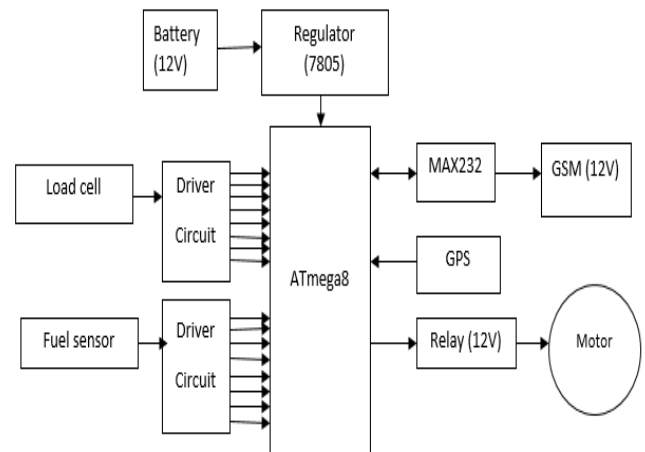 Battery
(12V)
Regulator
(7805)
Load cell
Driver
Circuit
ATmega8
MAX232
GSM (12V)
GPS
Fuel sensor
Driver
Circuit
Relay (12V)
Motor